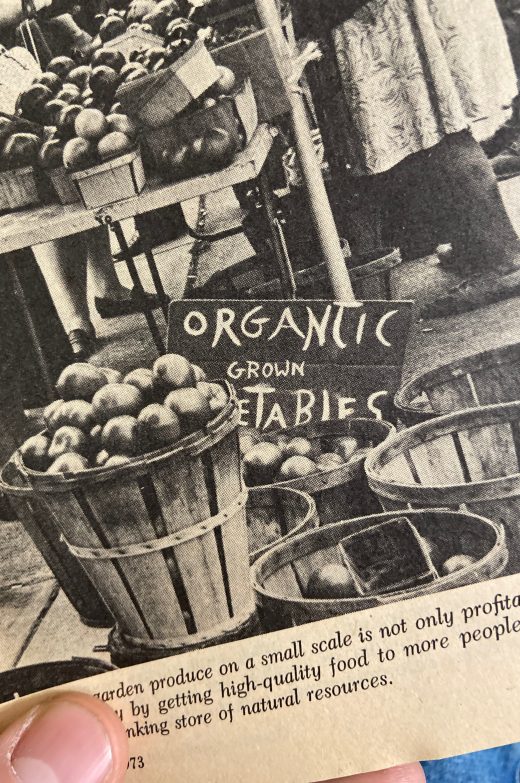 ORGANIC
GROWN
ETABLES
garden produce on a small scale is not only profita
y by getting high-quality food to more people
nking store of natural resources.
73